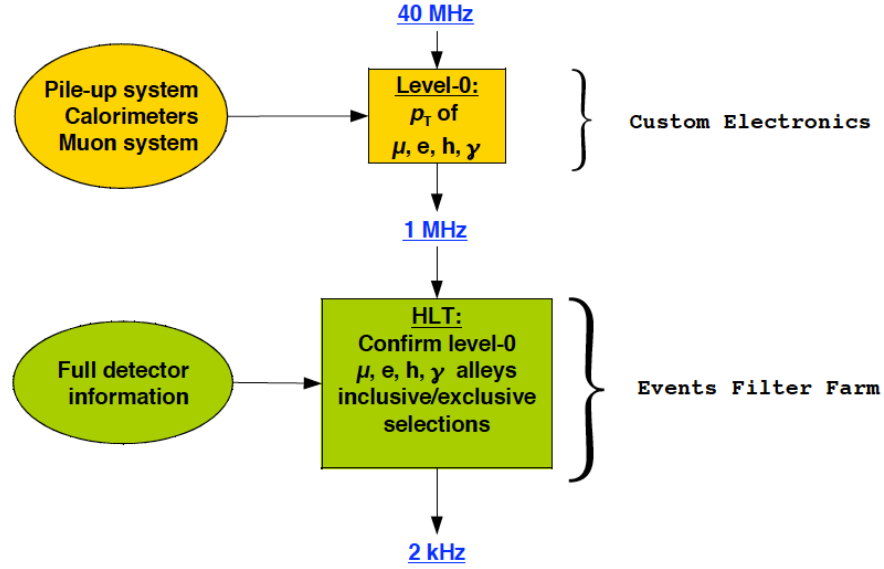 40 MHz
Pile-up system
Calorimeters
Muon system
Level-0:
pT of
μ, e, h, γ
Custom Electronics
1 MHz
Full detector
information
HLT:
Confirm level-0
μ, e, h, γ alleys
inclusive/exclusive
selections
Events Filter Farm
2 kHz